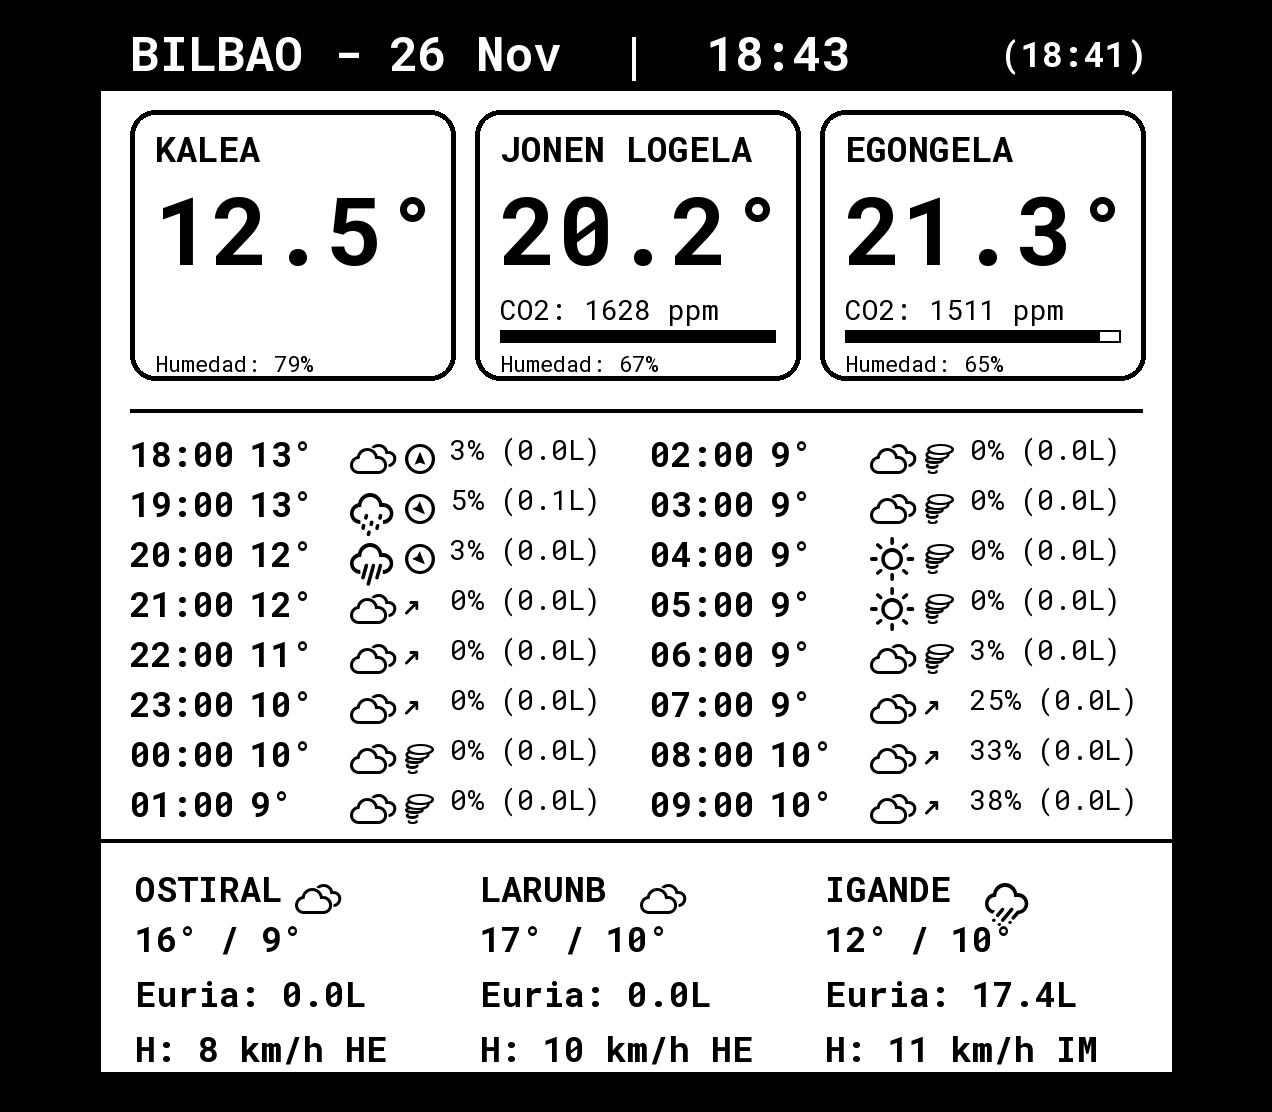 BILBAO - 26 Nov | 18:43 (18:41)
KALEA
12.5°
Humedad: 79%
JONEN LOGELA
20.2°
CO2: 1628 ppm
Humedad: 67%
EGONGELA
21.3°
CO2: 1511 ppm
Humedad: 65%
18:00 13° 3% (0.0L)
19:00 13° 5% (0.1L)
20:00 12° 3% (0.0L)
21:00 12° 0% (0.0L)
22:00 11° 0% (0.0L)
23:00 10° 0% (0.0L)
00:00 10° 0% (0.0L)
01:00 9° 0% (0.0L)
02:00 9° 0% (0.0L)
03:00 9° 0% (0.0L)
04:00 9° 0% (0.0L)
05:00 9° 0% (0.0L)
06:00 9° 3% (0.0L)
07:00 9° 25% (0.0L)
08:00 10° 33% (0.0L)
09:00 10° 38% (0.0L)
OSTIRAL
16° / 9°
Euria: 0.0L
H: 8 km/h HE
LARUNB
17° / 10°
Euria: 0.0L
H: 10 km/h HE
IGANDE
12° / 10°
Euria: 17.4L
H: 11 km/h IM